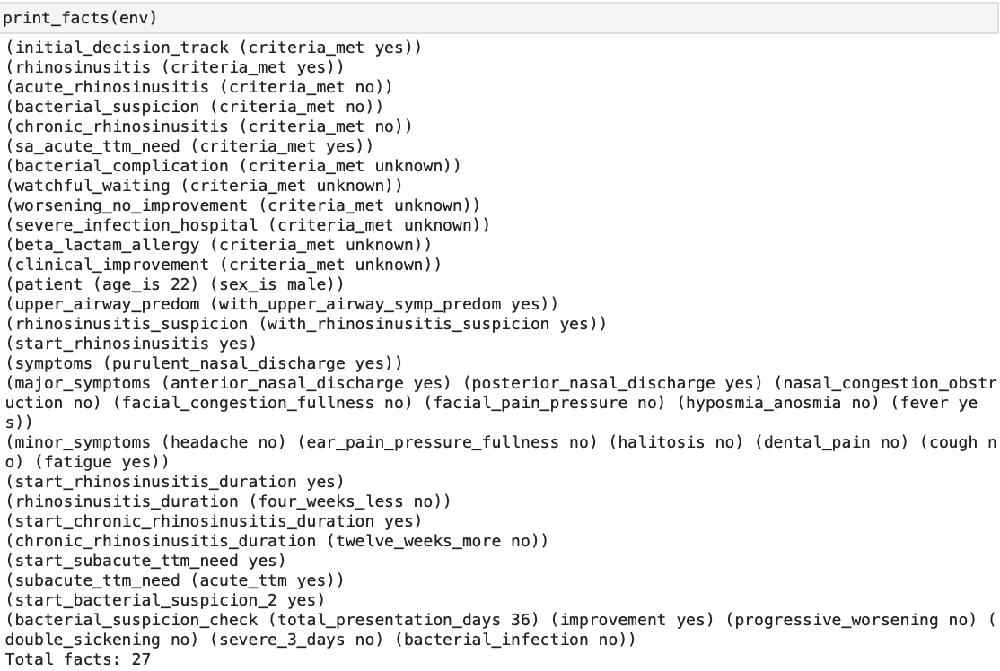 print_facts(env)
(initial_decision_track (criteria_met yes))
(rhinosinusitis (criteria_met yes))
(acute_rhinosinusitis (criteria_met no))
(bacterial_suspicion (criteria_met no))
(chronic_rhinosinusitis (criteria_met no))
(sa_acute_ttm_need (criteria_met yes))
(bacterial_complication (criteria_met unknown))
(watchful_waiting (criteria_met unknown))
(worsening_no_improvement (criteria_met unknown))
(severe_infection_hospital (criteria_met unknown))
(beta_lactam_allergy (criteria_met unknown))
(clinical_improvement (criteria_met unknown))
(patient (age_is 22) (sex_is male))
(upper_airway_predom (with_upper_airway_symp_predom yes))
(rhinosinusitis_suspicion (with_rhinosinusitis_suspicion yes))
(start_rhinosinusitis yes)
(symptoms (purulent_nasal_discharge yes))
(major_symptoms (anterior_nasal_discharge yes) (posterior_nasal_discharge yes) (nasal_congestion_obstr
uction no) (facial_congestion_fullness no) (facial_pain_pressure no) (hyposmia_anosmia no) (fever ye
s))
(minor_symptoms (headache no) (ear_pain_pressure_fullness no) (halitosis no) (dental_pain no) (cough n
o) (fatigue yes))
(start_rhinosinusitis_duration yes)
(rhinosinusitis_duration (four_weeks_less no))
(start_chronic_rhinosinusitis_duration yes)
(chronic_rhinosinusitis_duration (twelve_weeks_more no))
(start_subacute_ttm_need yes)
(subacute_ttm_need (acute_ttm yes))
(start_bacterial_suspicion_2 yes)
(bacterial_suspicion_check (total_presentation_days 36) (improvement yes) (progressive_worsening no) (
double_sickening no) (severe_3_days no) (bacterial_infection no))
Total facts: 27